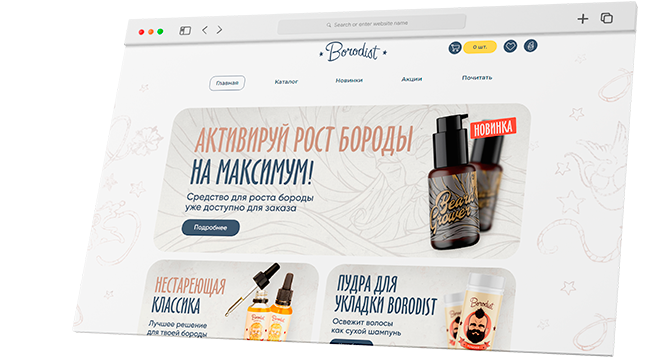 Search or enter website name
Borodist
0 шт.
Главная
Каталог
Новинки
Акции
Почитать
АКТИВИРУЙ РОСТ БОРОДЫ
НА МАКСИМУМ!
Средство для роста бороды
уже доступно для заказа
Подробнее
НОВИНКА
Beard
Grower
НЕСТАРЕЮЩАЯ
КЛАССИКА
Лучшее решение
для твоей бороды
ПУДРА ДЛЯ
УКЛАДКИ BORODIST
Освежит волосы
как сухой шампунь
Borodist